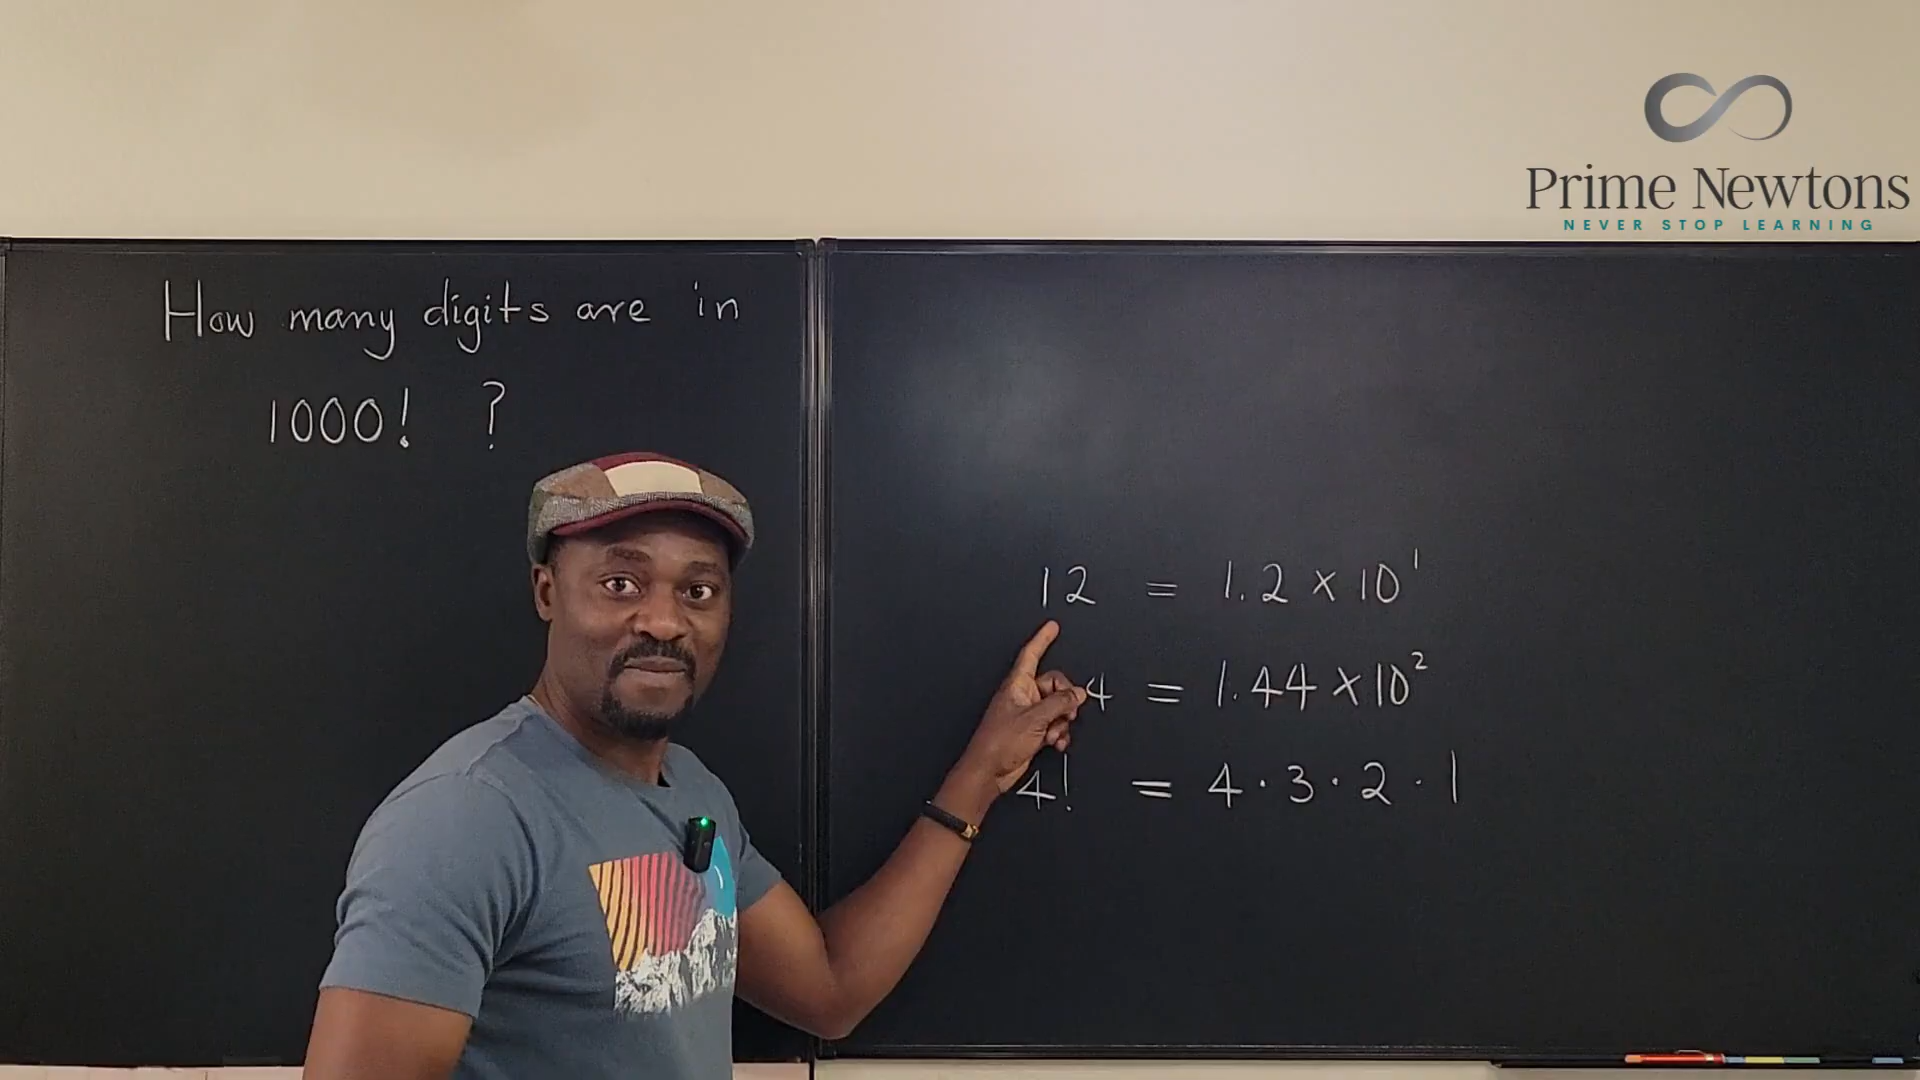 Prime Newtons
NEVER STOP LEARNING
How many digits are in
1000! ?
12 = 1.2 × 10¹
4 = 1.44 × 10²
4! = 4 · 3 · 2 · 1